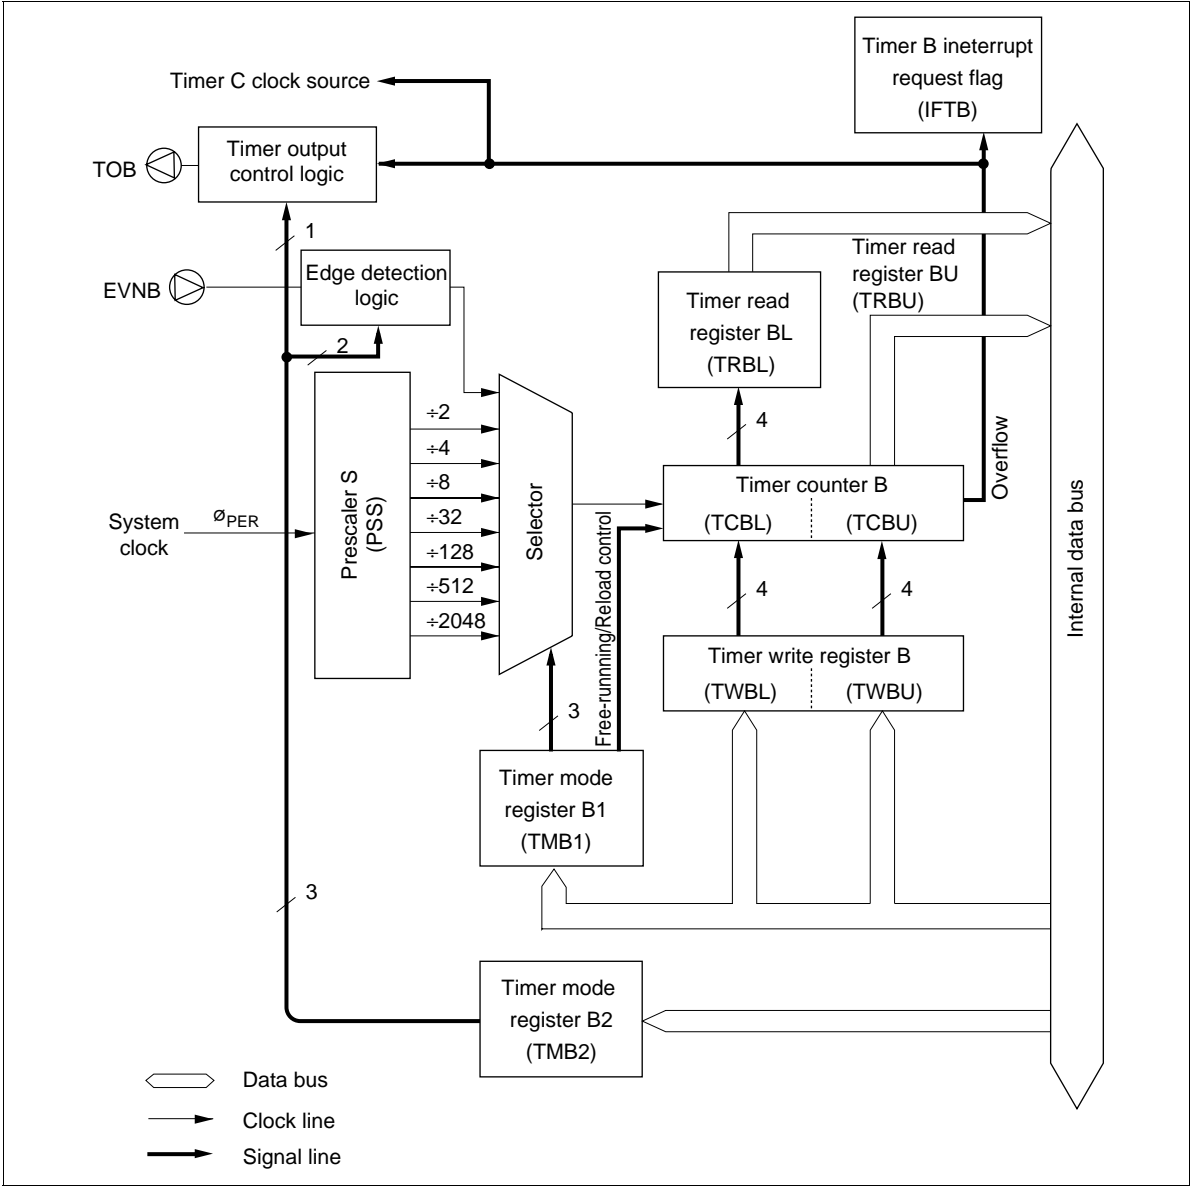 Timer B ineterrupt
request flag
(IFTB)
Timer C clock source
Timer output
control logic
TOB
1
Edge detection
logic
EVNB
2
Timer read
register BU
(TRBU)
Timer read
register BL
(TRBL)
4
Overflow
Internal data bus
÷2
÷4
÷8
÷32
÷128
÷512
÷2048
Prescaler S
(PSS)
Selector
System
clock
øPER
Timer counter B
(TCBL)
(TCBU)
4
4
Free-runnning/Reload control
Timer write register B
(TWBL)
(TWBU)
3
Timer mode
register B1
(TMB1)
3
Timer mode
register B2
(TMB2)
Data bus
Clock line
Signal line